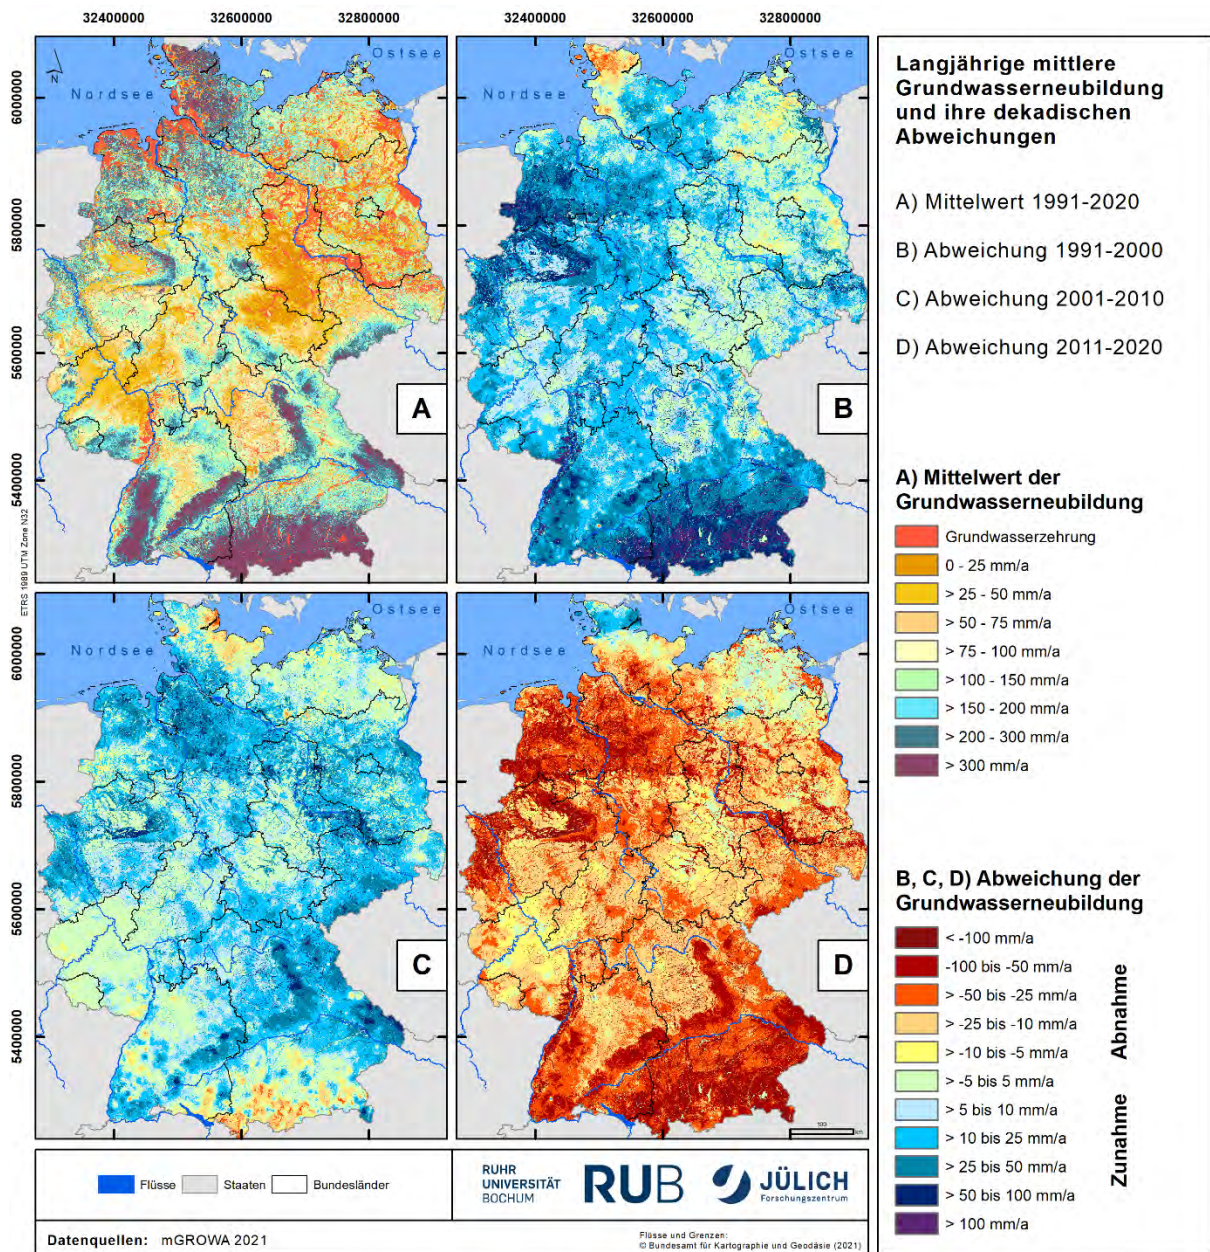 32400000 32600000 32800000
32400000 32600000 32800000
6000000
5800000
5600000
5400000
6000000
5800000
5600000
5400000
ETRS 1989 UTM Zone N32
N
Nordsee
Ostsee
A
Nordsee
Ostsee
B
Nordsee
Ostsee
C
Nordsee
Ostsee
D
Langjährige mittlere
Grundwasserneubildung
und ihre dekadischen
Abweichungen
A) Mittelwert 1991-2020
B) Abweichung 1991-2000
C) Abweichung 2001-2010
D) Abweichung 2011-2020
A) Mittelwert der
Grundwasserneubildung
Grundwasserzehrung
0 - 25 mm/a
> 25 - 50 mm/a
> 50 - 75 mm/a
> 75 - 100 mm/a
> 100 - 150 mm/a
> 150 - 200 mm/a
> 200 - 300 mm/a
> 300 mm/a
B, C, D) Abweichung der
Grundwasserneubildung
< -100 mm/a
-100 bis -50 mm/a
> -50 bis -25 mm/a
> -25 bis -10 mm/a
> -10 bis -5 mm/a
> -5 bis 5 mm/a
> 5 bis 10 mm/a
> 10 bis 25 mm/a
> 25 bis 50 mm/a
> 50 bis 100 mm/a
> 100 mm/a
Abnahme
Zunahme
Flüsse
Staaten
Bundesländer
RUHR
UNIVERSITÄT
BOCHUM
RUB
JÜLICH
Forschungszentrum
Datenquellen: mGROWA 2021
Flüsse und Grenzen:
© Bundesamt für Kartographie und Geodäsie (2021)